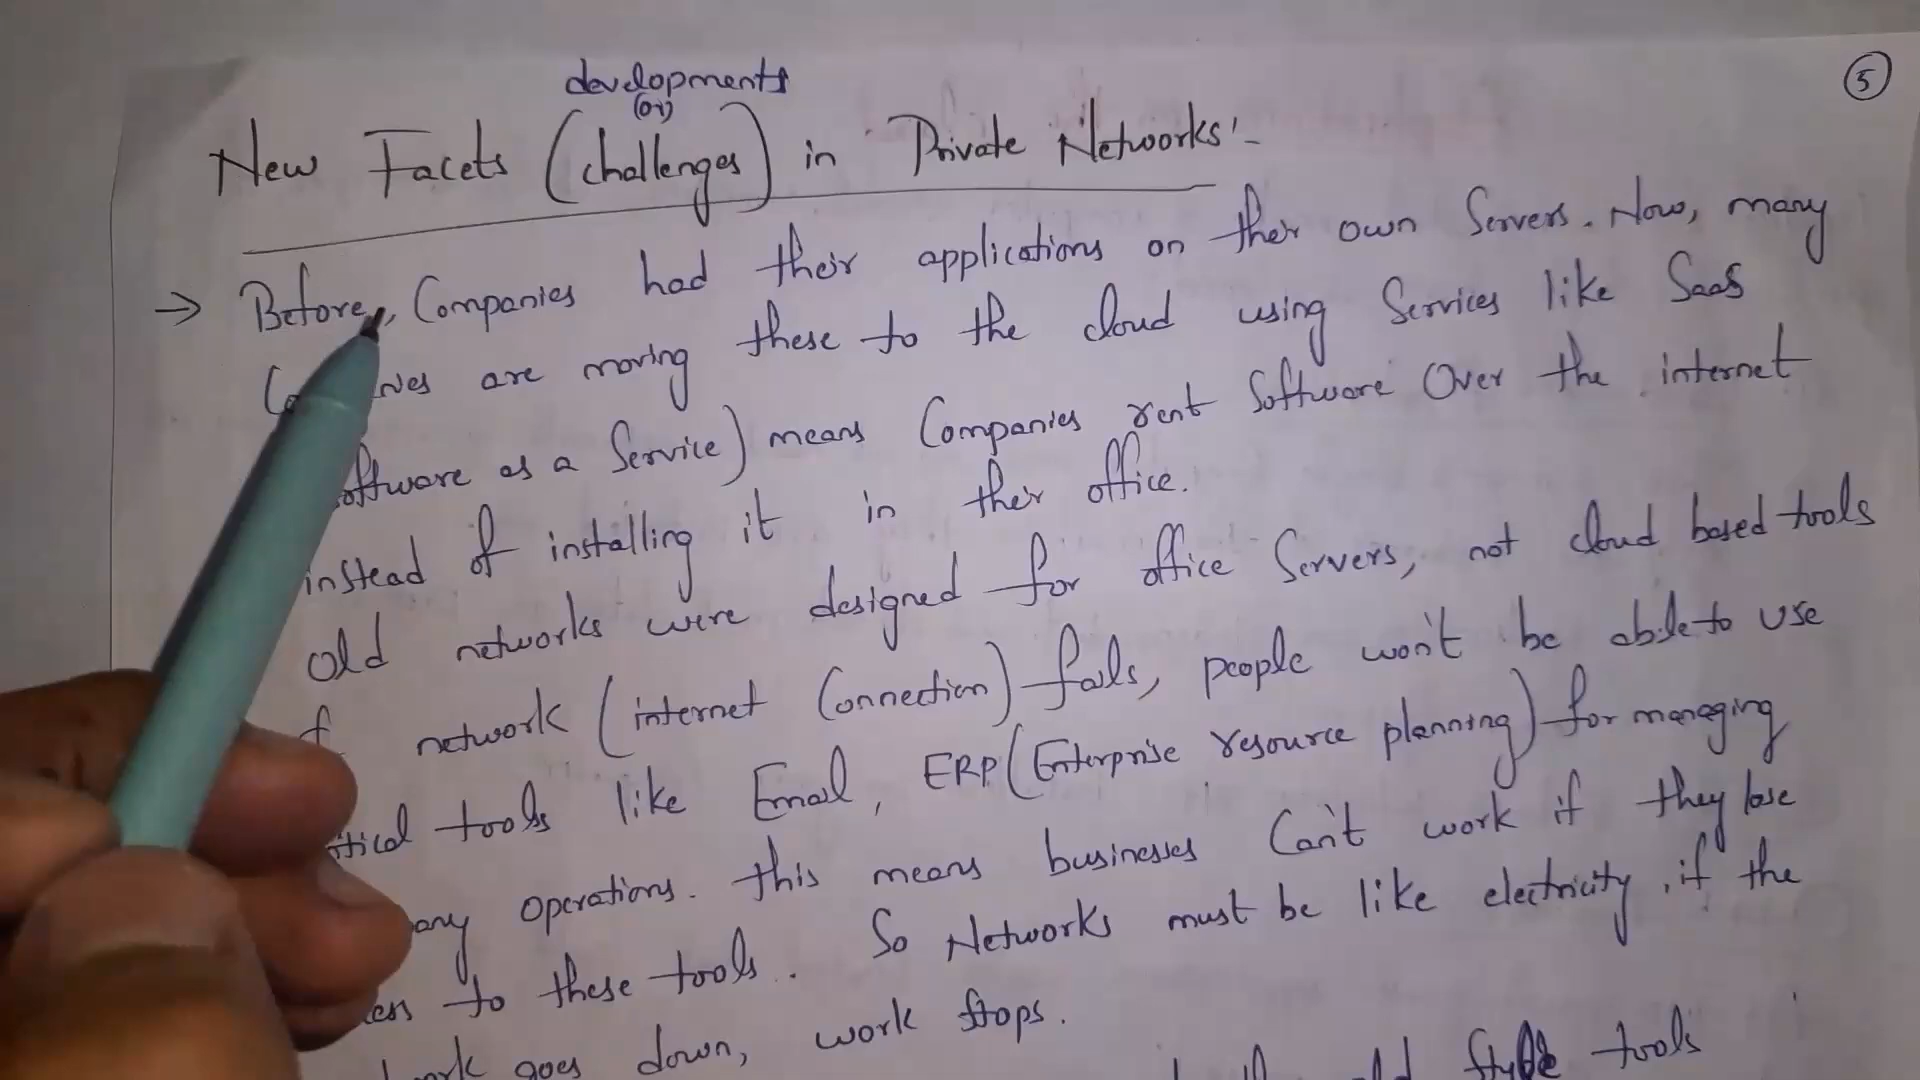 developments
(or)
5
New Facets (challenges) in Private Networks:-
→ Before, Companies had their applications on their own Servers. Now, many
are moving these to the cloud using Services like SaaS
as a Service) means Companies rent Software Over the internet
instead of installing it in their office.
old networks were designed for office Servers, not cloud based tools
network (internet Connection) fails, people won't be able to use
tools like Email, ERP (Enterprise resource planning) for managing
operations. this means businesses Can't work if they lose
to these tools. So Networks must be like electricity, if the
goes down, work stops.
tools